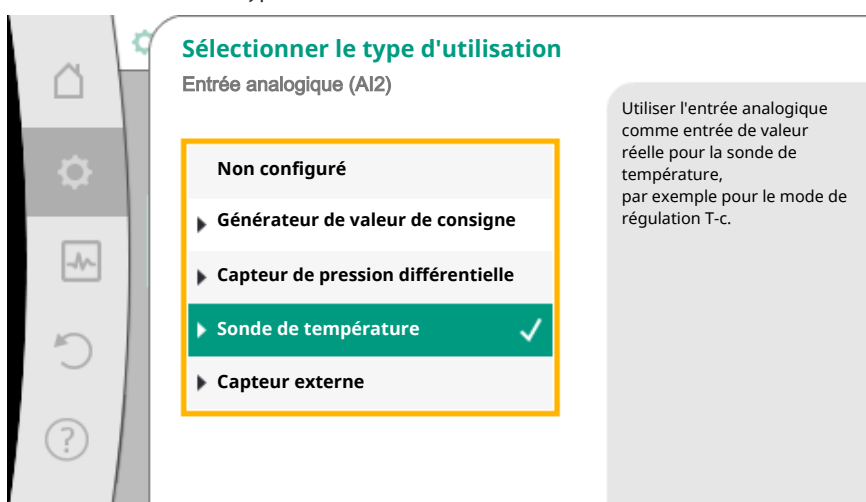 Sélectionner le type d'utilisation
Entrée analogique (AI2)
Non configuré
Générateur de valeur de consigne
Capteur de pression différentielle
Sonde de température
Capteur externe
Utiliser l'entrée analogique
comme entrée de valeur
réelle pour la sonde de
température,
par exemple pour le mode de
régulation T-c.
?